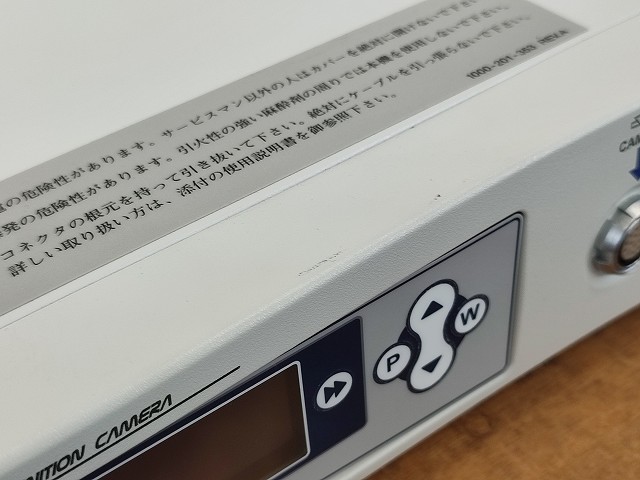 の危険性があります。サービスマン以外の人はカバーを絶対に開けないで下さい。
発の危険性があります。引火性の強い麻酔剤の周りでは本機を使用しないで下さい。
コネクタの根元を持って引き抜いて下さい。絶対にケーブルを引っ張らないで下さい。
詳しい取り扱い方は、添付の使用説明書を御参照下さい。
1000-201-353 REV.A
CAM
P
W
NITION CAMERA